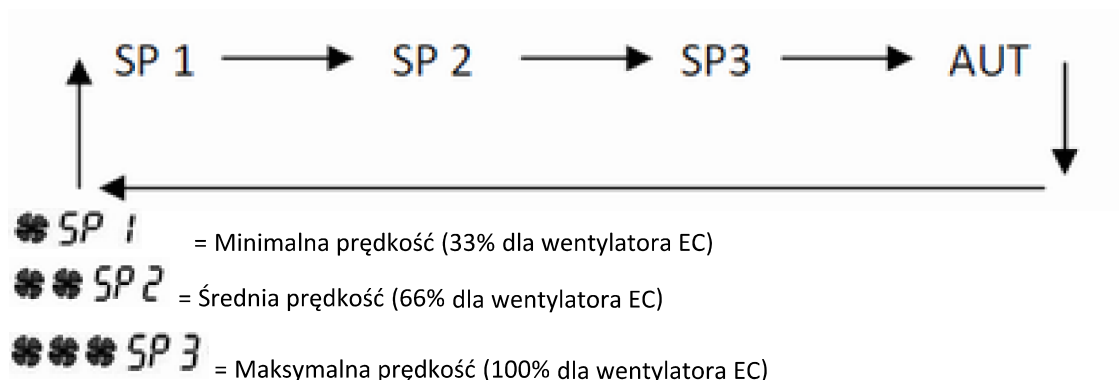 SP 1 SP 2 SP3 AUT
SP 1 = Minimalna prędkość (33% dla wentylatora EC)
SP 2 = Średnia prędkość (66% dla wentylatora EC)
SP 3 = Maksymalna prędkość (100% dla wentylatora EC)